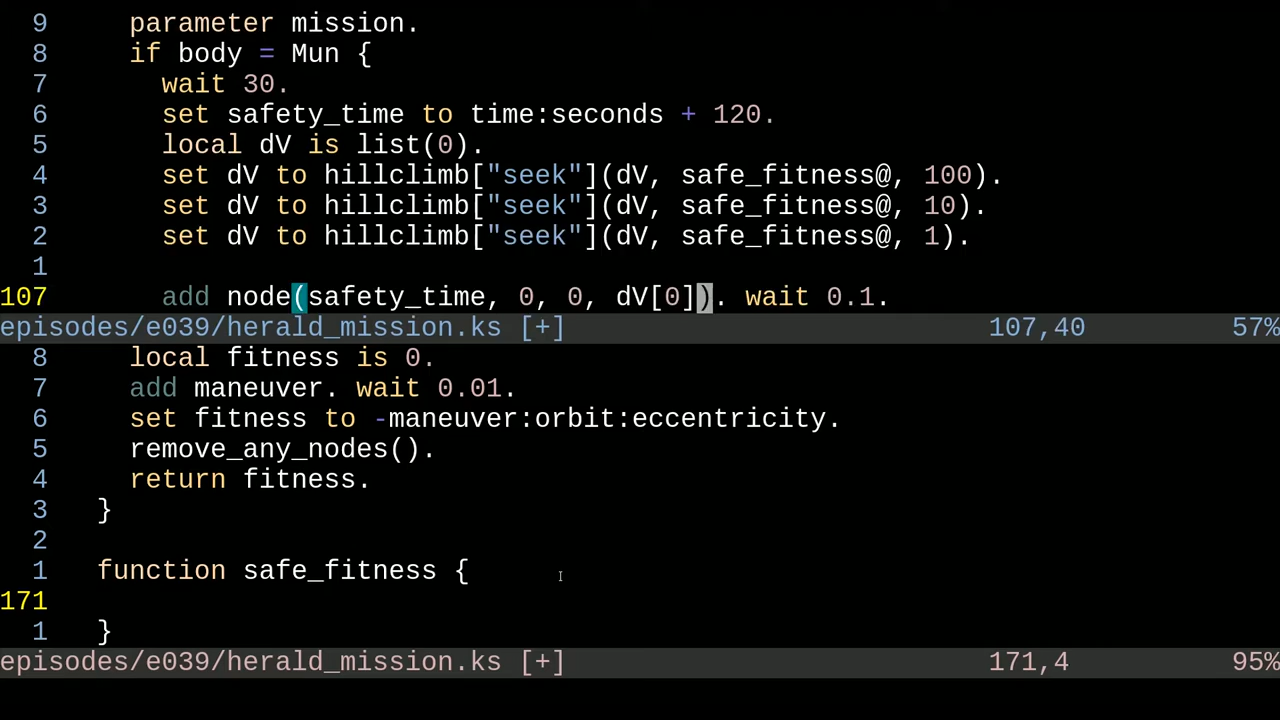 9     parameter mission.
8     if body = Mun {
7       wait 30.
6       set safety_time to time:seconds + 120.
5       local dV is list(0).
4       set dV to hillclimb["seek"](dV, safe_fitness@, 100).
3       set dV to hillclimb["seek"](dV, safe_fitness@, 10).
2       set dV to hillclimb["seek"](dV, safe_fitness@, 1).
1
107       add node(safety_time, 0, 0, dV[0]). wait 0.1.
episodes/e039/herald_mission.ks [+] 107,40 57%
8     local fitness is 0.
7     add maneuver. wait 0.01.
6     set fitness to -maneuver:orbit:eccentricity.
5     remove_any_nodes().
4     return fitness.
3   }
2
1   function safe_fitness {
171
1   }
episodes/e039/herald_mission.ks [+] 171,4 95%